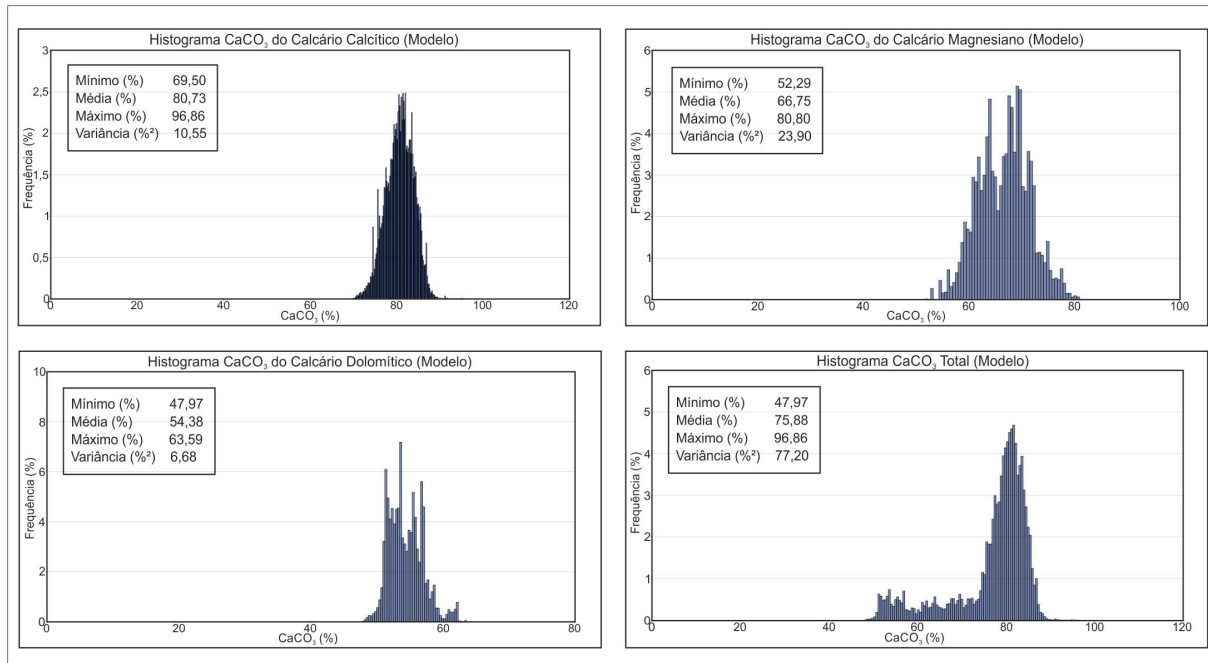 Histograma CaCO₃ do Calcário Calcítico (Modelo)
3
2,5
2
1,5
1
0,5
0
Frequência (%)
Mínimo (%) 69,50
Média (%) 80,73
Máximo (%) 96,86
Variância (%²) 10,55
0 20 40 60 80 100 120
CaCO₃ (%)
Histograma CaCO₃ do Calcário Magnesiano (Modelo)
6
5
4
3
2
1
0
Frequência (%)
Mínimo (%) 52,29
Média (%) 66,75
Máximo (%) 80,80
Variância (%²) 23,90
20 40 60 80 100
CaCO₃ (%)
Histograma CaCO₃ do Calcário Dolomítico (Modelo)
10
8
6
4
2
0
Frequência (%)
Mínimo (%) 47,97
Média (%) 54,38
Máximo (%) 63,59
Variância (%²) 6,68
0 20 40 60 80
CaCO₅ (%)
Histograma CaCO₃ Total (Modelo)
6
5
4
3
2
1
0
Frequência (%)
Mínimo (%) 47,97
Média (%) 75,88
Máximo (%) 96,86
Variância (%²) 77,20
0 20 40 60 80 100 120
CaCO₃ (%)